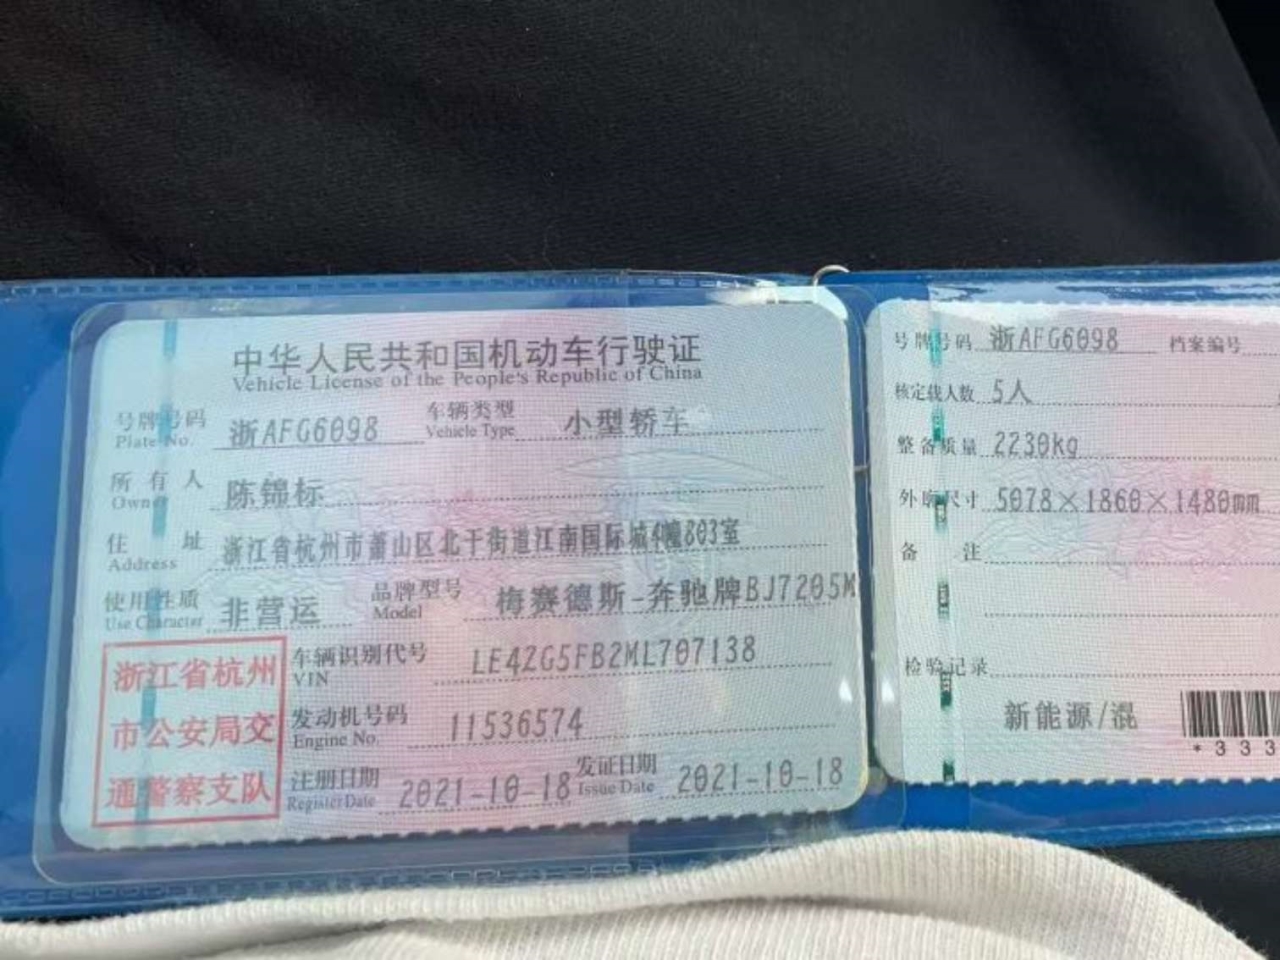 中华人民共和国机动车行驶证
Vehicle License of the People's Republic of China
号牌号码 浙AFG6098 车辆类型 小型轿车
Plate No. Vehicle Type
所有人 陈锦标
Owner
住址 浙江省杭州市萧山区北干街道江南国际城4幢803室
Address
使用性质 非营运 品牌型号 梅赛德斯-奔驰牌BJ7205M
Use Character Model
浙江省杭州
市公安局交
通警察支队
车辆识别代号 LE42G5FB2ML707138
VIN
发动机号码 11536574
Engine No.
注册日期 2021-10-18 发证日期 2021-10-18
Register Date Issue Date
号牌号码 浙AFG6098 档案编号
核定载人数 5人
整备质量 2230kg
外廓尺寸 5078×1860×1480mm
备注
检验记录
新能源/混
*333